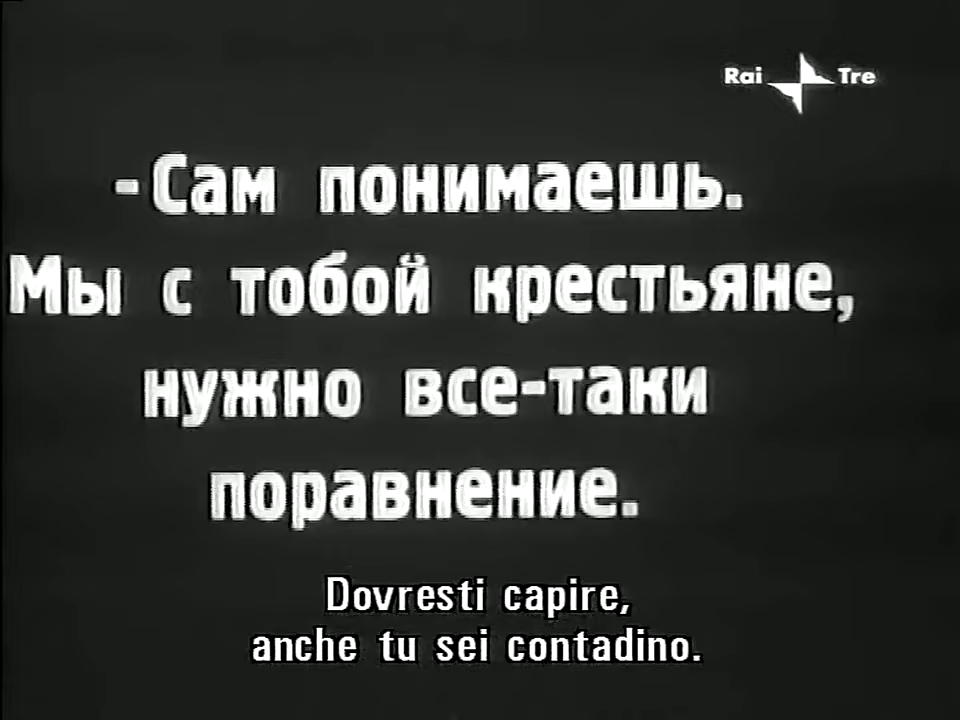 Rai Tre
-Сам понимаешь.
Мы с тобой крестьяне,
нужно все-таки
поравнение.
Dovresti capire,
anche tu sei contadino.